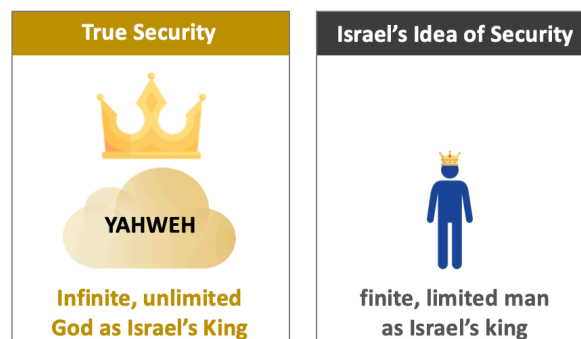 True Security
YAHWEH
Infinite, unlimited
God as Israel's King
Israel's Idea of Security
finite, limited man
as Israel's king